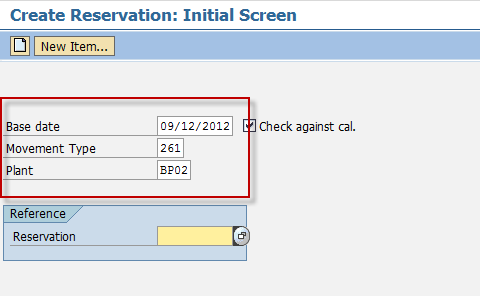 Create Reservation: Initial Screen
New Item...
Base date 09/12/2012 Check against cal.
Movement Type 261
Plant BP02
Reference
Reservation